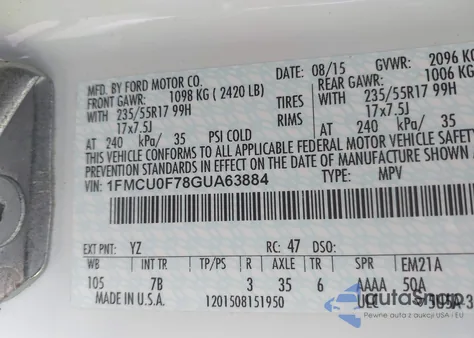 MFD. BY FORD MOTOR CO.
DATE: 08/15 GVWR: 2096 KG
FRONT GAWR: 1098 KG ( 2420 LB) REAR GAWR: 1006 KG
WITH 235/55R17 99H TIRES WITH 235/55R17 99H
17x7.5J RIMS 17x7.5J
AT 240 kPa/ 35 PSI COLD AT 240 kPa/ 35
THIS VEHICLE CONFORMS TO ALL APPLICABLE FEDERAL MOTOR VEHICLE
PREVENTION STANDARDS IN EFFECT ON THE DATE OF MANUFACTURE
VIN: 1FMCU0F78GUA63884 TYPE: MPV
EXT PNT: YZ RC: 47 DSO:
WB INT TR TP/PS R AXLE TR EM21A
105 7B 3 35 6 AAAA 50A
MADE IN U.S.A. 1201508151950
autoSnap
Pewne auta z aukcji USA i EU